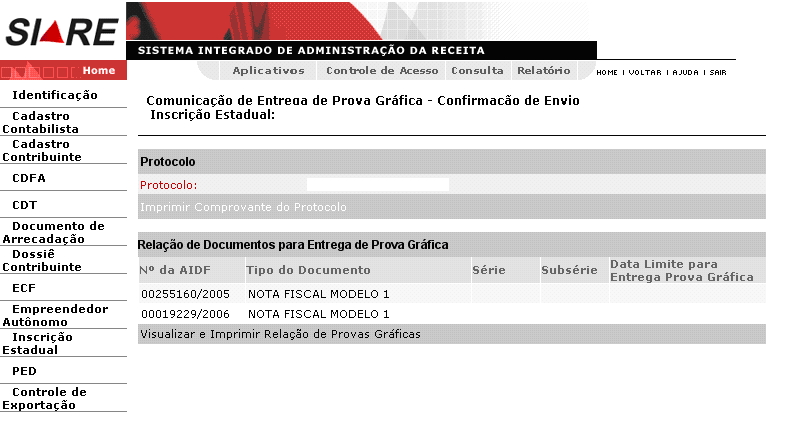 SIARE
SISTEMA INTEGRADO DE ADMINISTRAÇÃO DA RECEITA
Home
Aplicativos Controle de Acesso Consulta Relatório
HOME | VOLTAR | AJUDA | SAIR
Identificação
Cadastro
Contabilista
Cadastro
Contribuinte
CDFA
CDT
Documento de
Arrecadação
Dossiê
Contribuinte
ECF
Empreendedor
Autônomo
Inscrição
Estadual
PED
Controle de
Exportação
Comunicação de Entrega de Prova Gráfica - Confirmacão de Envio
Inscrição Estadual:
Protocolo
Protocolo:
Imprimir Comprovante do Protocolo
Relação de Documentos para Entrega de Prova Gráfica
Nº da AIDF Tipo do Documento Série Subsérie Data Limite para
Entrega Prova Gráfica
00255160/2005 NOTA FISCAL MODELO 1
00019229/2006 NOTA FISCAL MODELO 1
Visualizar e Imprimir Relação de Provas Gráficas